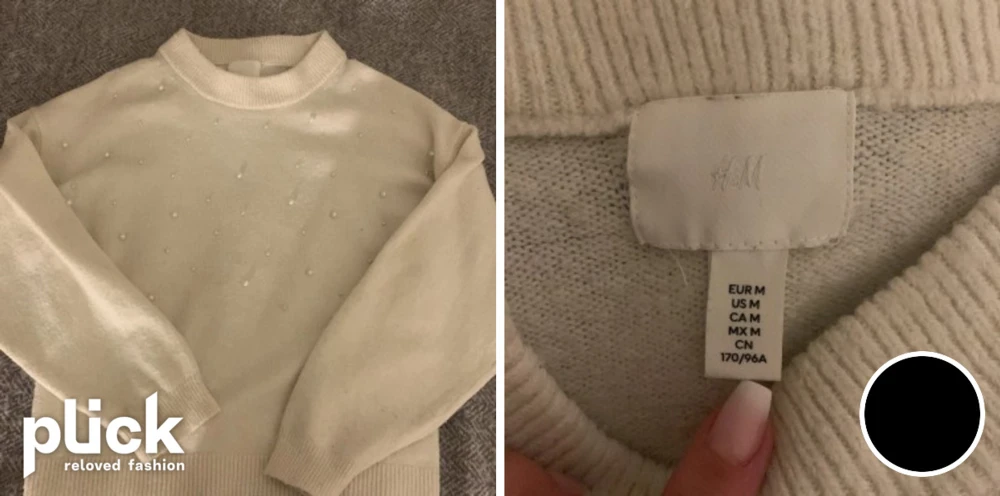 plick
reloved fashion
H&M
EUR M
US M
CA M
MX M
CN
170/96A